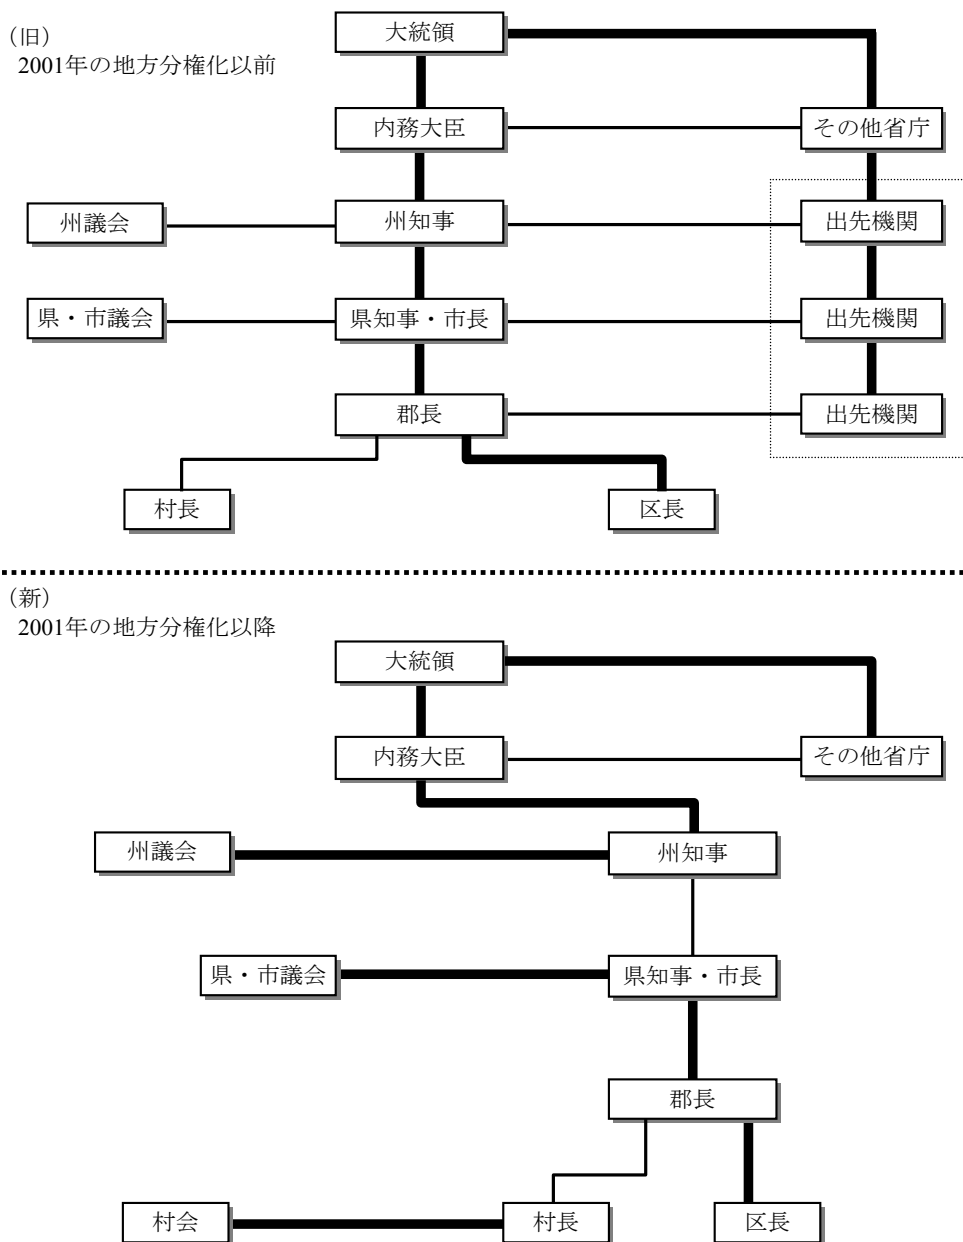 (旧)
2001年の地方分権化以前
大統領
内務大臣
その他省庁
州議会
州知事
出先機関
県・市議会
県知事・市長
出先機関
郡長
出先機関
村長
区長
(新)
2001年の地方分権化以降
大統領
内務大臣
その他省庁
州議会
州知事
県・市議会
県知事・市長
郡長
村会
村長
区長